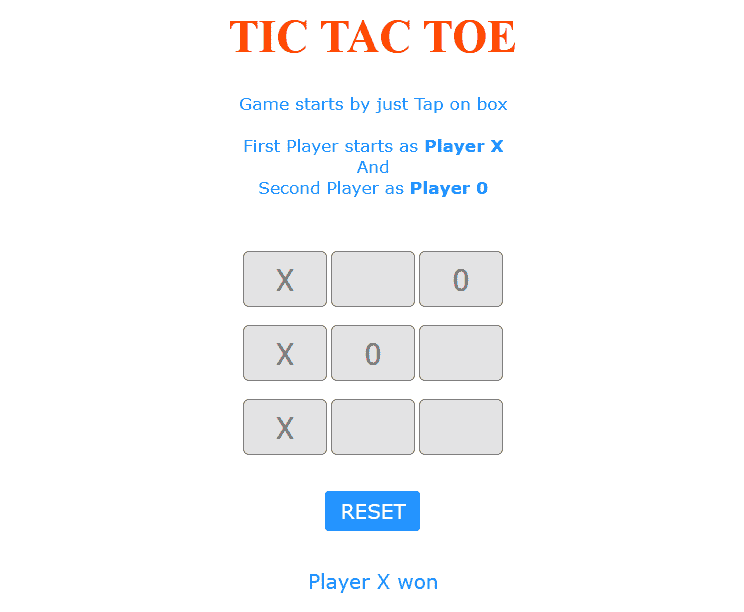 TIC TAC TOE
Game starts by just Tap on box
First Player starts as Player X
And
Second Player as Player 0
X 0
X 0
X
RESET
Player X won